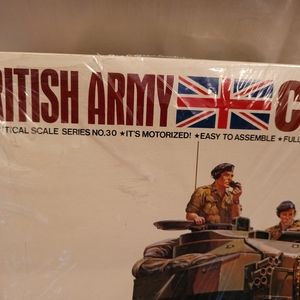 RITISH ARMY C
TICAL SCALE SERIES NO.30 ★IT'S MOTORIZED! ★EASY TO ASSEMBLE ★FULL